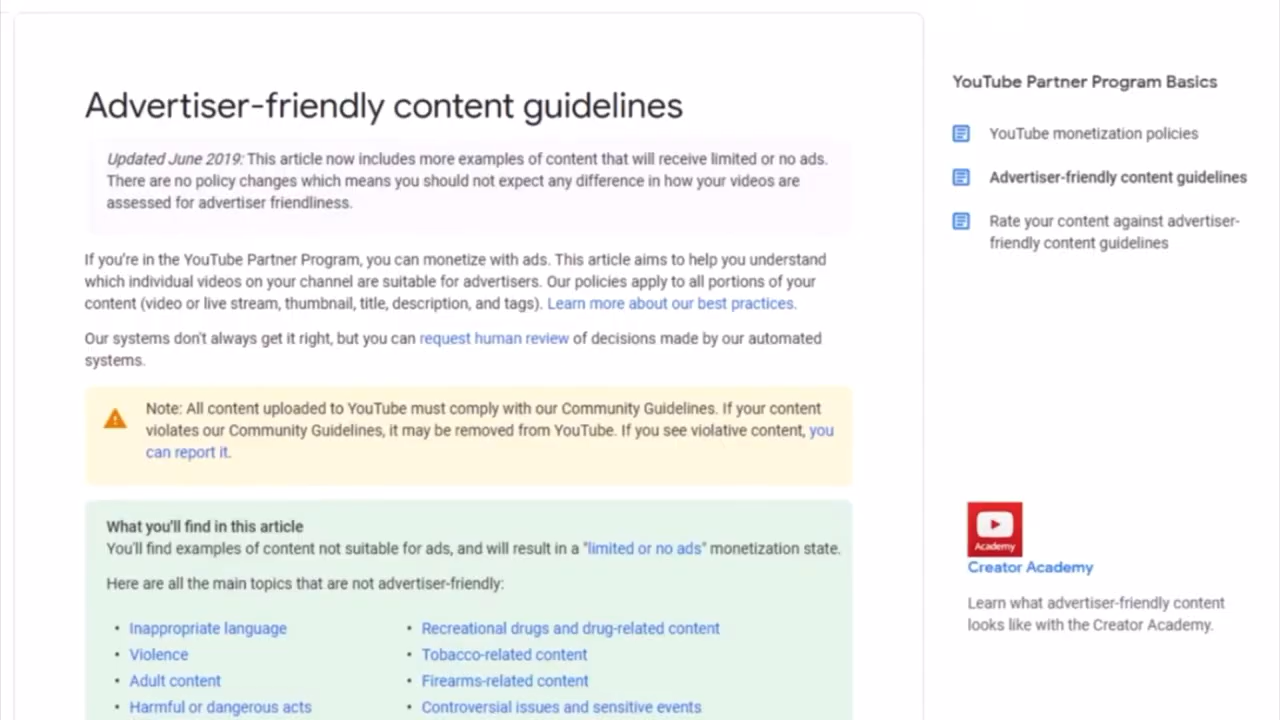 Advertiser-friendly content guidelines
Updated June 2019: This article now includes more examples of content that will receive limited or no ads.
There are no policy changes which means you should not expect any difference in how your videos are
assessed for advertiser friendliness.
If you're in the YouTube Partner Program, you can monetize with ads. This article aims to help you understand
which individual videos on your channel are suitable for advertisers. Our policies apply to all portions of your
content (video or live stream, thumbnail, title, description, and tags). Learn more about our best practices.
Our systems don't always get it right, but you can request human review of decisions made by our automated
systems.
Note: All content uploaded to YouTube must comply with our Community Guidelines. If your content
violates our Community Guidelines, it may be removed from YouTube. If you see violative content, you
can report it.
What you'll find in this article
You'll find examples of content not suitable for ads, and will result in a "limited or no ads" monetization state.
Here are all the main topics that are not advertiser-friendly:
• Inappropriate language
• Violence
• Adult content
• Harmful or dangerous acts
• Recreational drugs and drug-related content
• Tobacco-related content
• Firearms-related content
• Controversial issues and sensitive events
YouTube Partner Program Basics
YouTube monetization policies
Advertiser-friendly content guidelines
Rate your content against advertiser-
friendly content guidelines
Academy
Creator Academy
Learn what advertiser-friendly content
looks like with the Creator Academy.